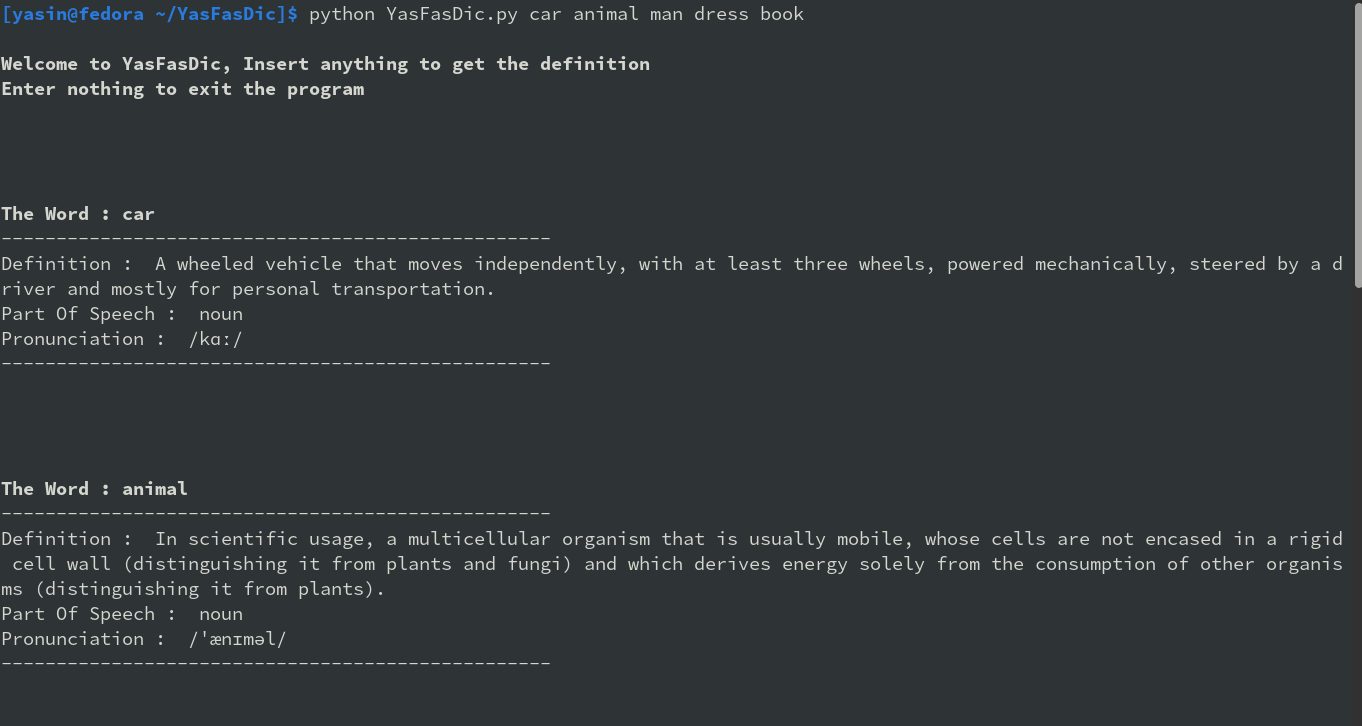 [yasin@fedora ~/YasFasDic]$ python YasFasDic.py car animal man dress book
Welcome to YasFasDic, Insert anything to get the definition
Enter nothing to exit the program
The Word : car
--------------------------------------------------
Definition :  A wheeled vehicle that moves independently, with at least three wheels, powered mechanically, steered by a d
river and mostly for personal transportation.
Part Of Speech :  noun
Pronunciation :  /kɑː/
--------------------------------------------------
The Word : animal
--------------------------------------------------
Definition :  In scientific usage, a multicellular organism that is usually mobile, whose cells are not encased in a rigid
 cell wall (distinguishing it from plants and fungi) and which derives energy solely from the consumption of other organis
ms (distinguishing it from plants).
Part Of Speech :  noun
Pronunciation :  /ˈænɪməl/
--------------------------------------------------